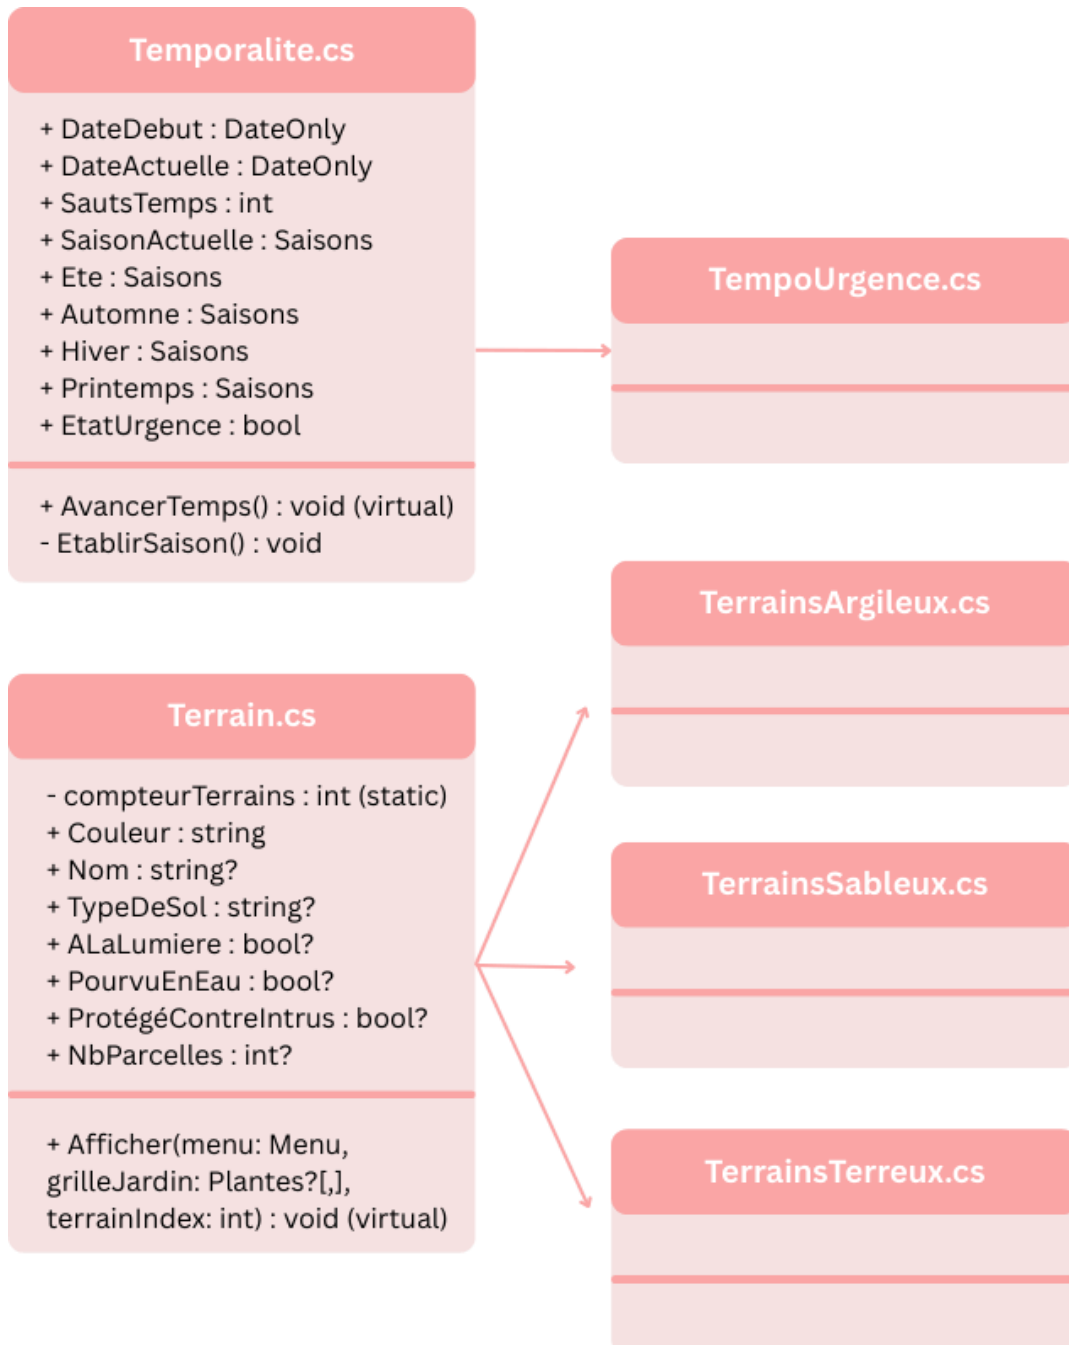 Temporalite.cs
+ DateDebut : DateOnly
+ DateActuelle : DateOnly
+ SautsTemps : int
+ SaisonActuelle : Saisons
+ Ete : Saisons
+ Automne : Saisons
+ Hiver : Saisons
+ Printemps : Saisons
+ EtatUrgence : bool
+ AvancerTemps() : void (virtual)
- EtablirSaison() : void
TempoUrgence.cs
Terrain.cs
- compteurTerrains : int (static)
+ Couleur : string
+ Nom : string?
+ TypeDeSol : string?
+ ALaLumiere : bool?
+ PourvuEnEau : bool?
+ ProtégéContreIntrus : bool?
+ NbParcelles : int?
+ Afficher(menu: Menu,
grilleJardin: Plantes?[,],
terrainIndex: int) : void (virtual)
TerrainsArgileux.cs
TerrainsSableux.cs
TerrainsTerreux.cs